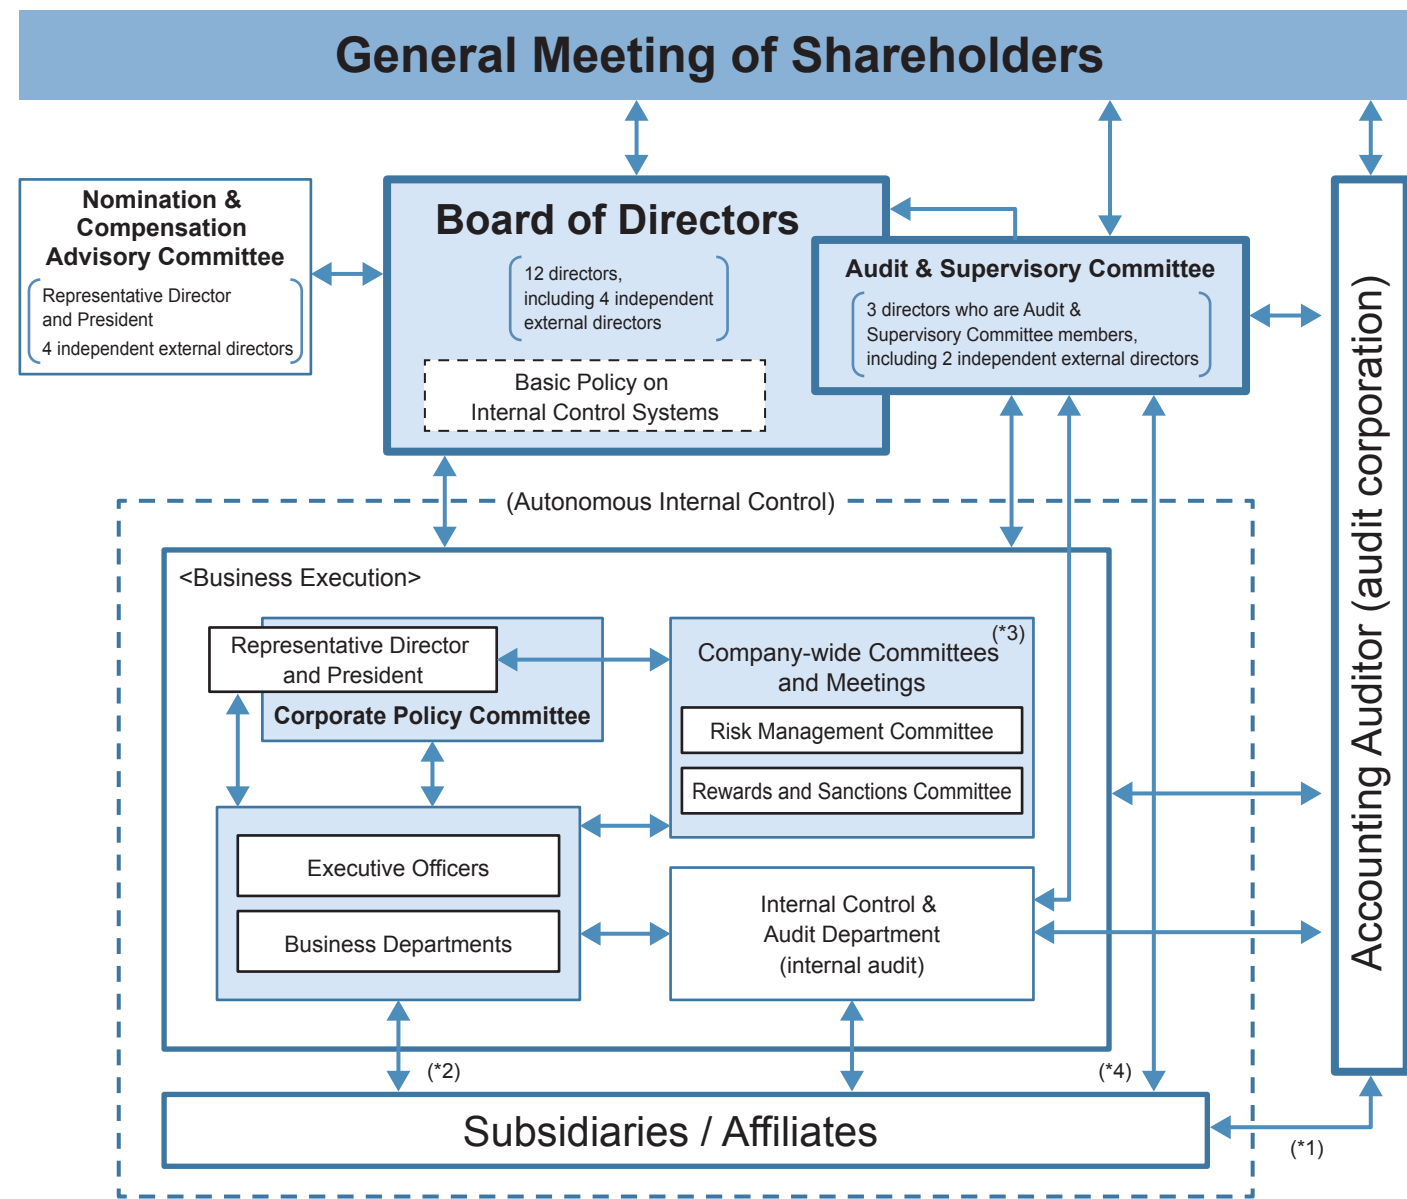 General Meeting of Shareholders
Nomination &
Compensation
Advisory Committee
Representative Director
and President
4 independent external directors
Board of Directors
12 directors,
including 4 independent
external directors
Basic Policy on
Internal Control Systems
Audit & Supervisory Committee
3 directors who are Audit &
Supervisory Committee members,
including 2 independent external directors
Accounting Auditor (audit corporation)
(Autonomous Internal Control)
<Business Execution>
Representative Director
and President
Corporate Policy Committee
(*3)
Company-wide Committees
and Meetings
Risk Management Committee
Rewards and Sanctions Committee
Executive Officers
Business Departments
Internal Control &
Audit Department
(internal audit)
(*2)
(*4)
Subsidiaries / Affiliates
(*1)